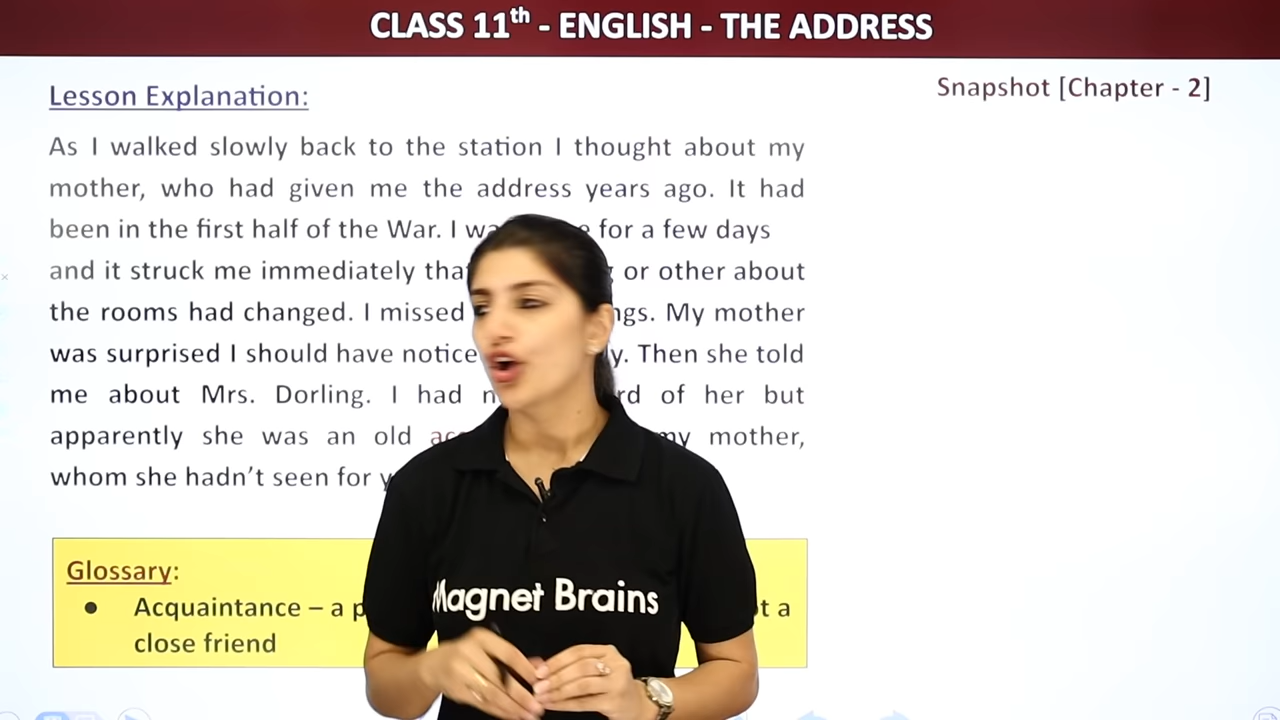 CLASS 11th - ENGLISH - THE ADDRESS
Snapshot [Chapter - 2]
Lesson Explanation:
As I walked slowly back to the station I thought about my
mother, who had given me the address years ago. It had
been in the first half of the War. I for a few days
and it struck me immediately or other about
the rooms had changed. I missed My mother
was surprised I should have Then she told
me about Mrs. Dorling. I had of her but
apparently she was an old my mother,
whom she hadn't seen for
Glossary:
• Acquaintance – a a
close friend
Magnet Brains